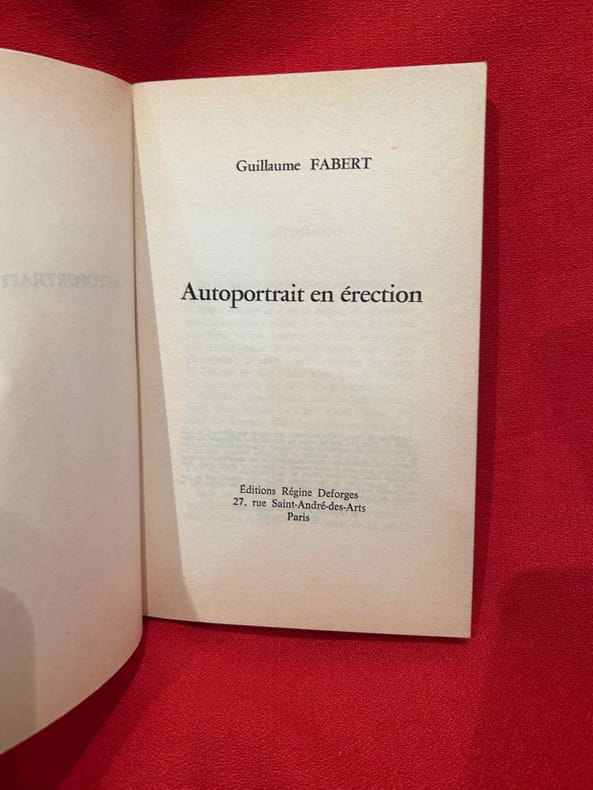 Guillaume FABERT
Autoportrait en érection
Éditions Régine Deforges
27, rue Saint-André-des-Arts
Paris